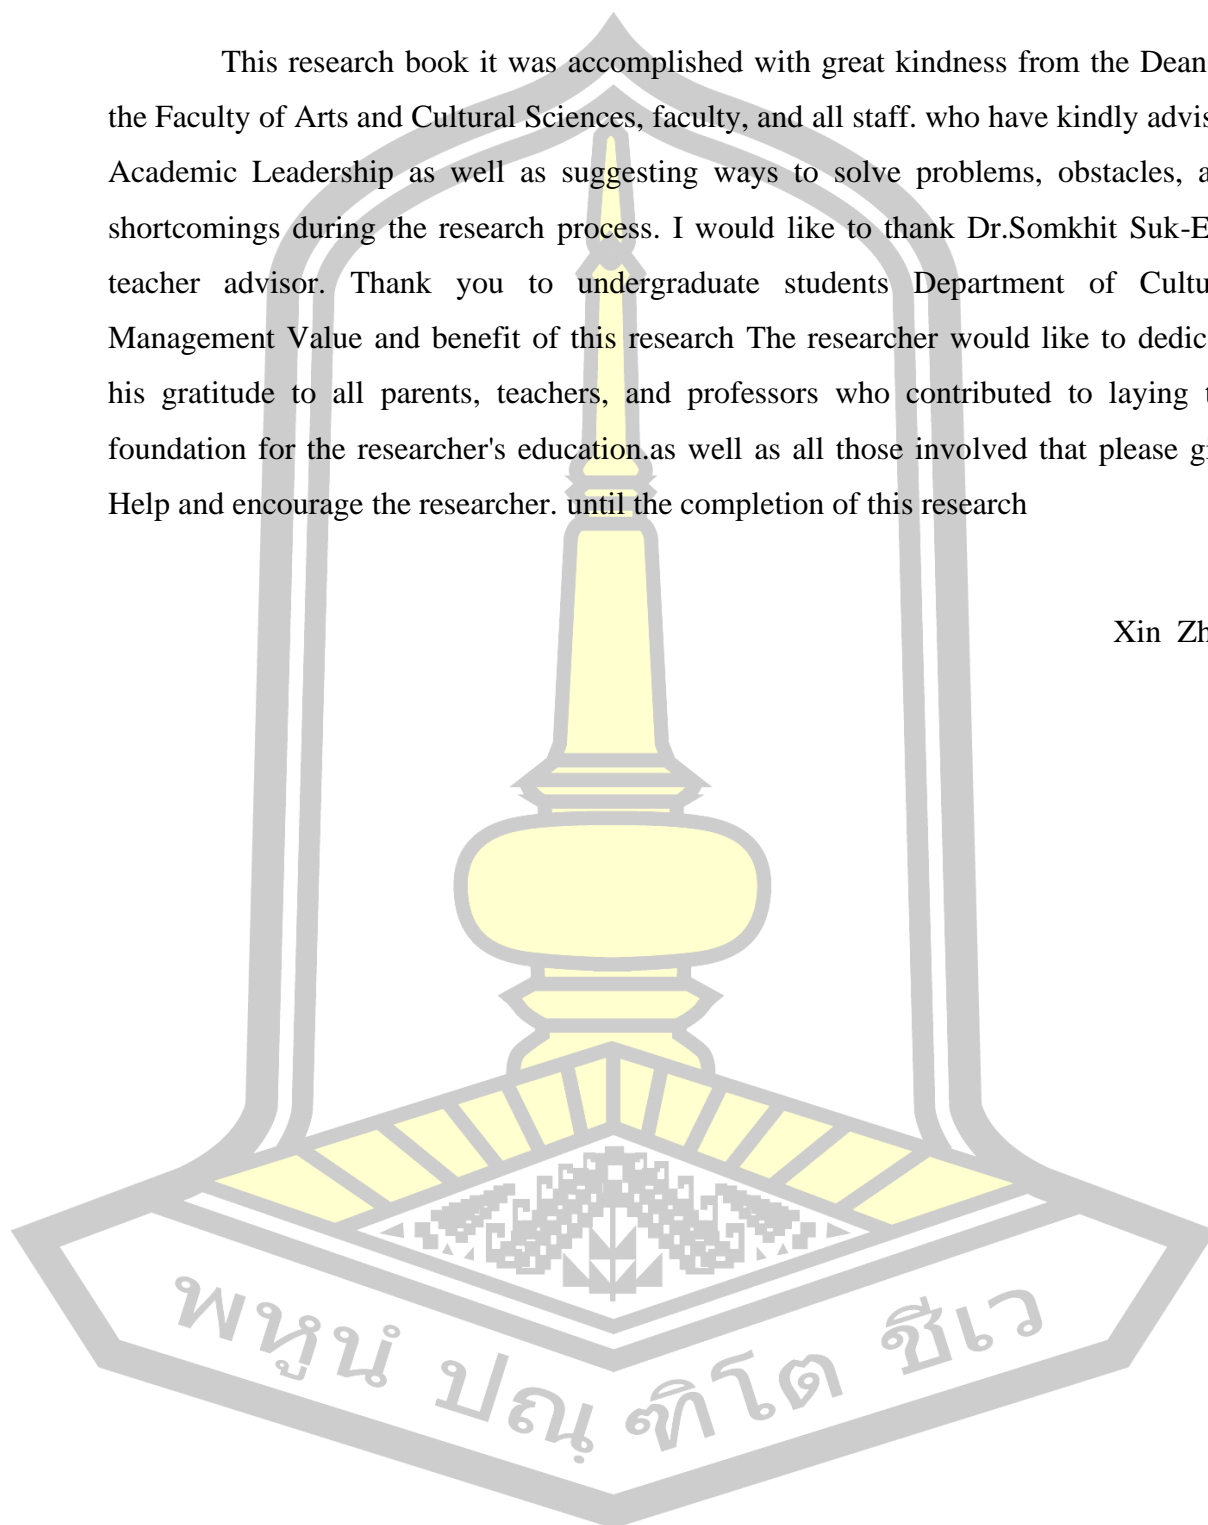 This research book it was accomplished with great kindness from the Dean
the Faculty of Arts and Cultural Sciences, faculty, and all staff. who have kindly
Academic Leadership as well as suggesting ways to solve problems, obstacles,
shortcomings during the research process. I would like to thank Dr.Somkhit
teacher advisor. Thank you to undergraduate students Department of
Management Value and benefit of this research The researcher would like to
his gratitude to all parents, teachers, and professors who contributed to laying
foundation for the researcher's education.as well as all those involved that please
Help and encourage the researcher. until the completion of this research
Xin
พหูนํ ปณฺฑิโต ชีเว